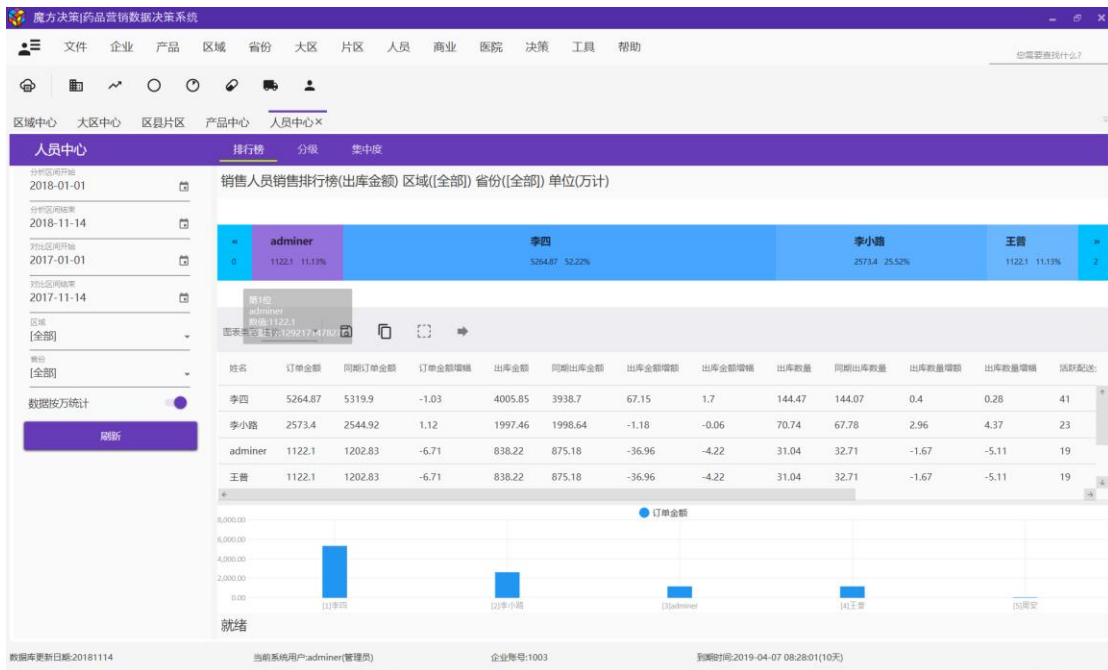 魔方决策|药品营销数据决策系统
文件 企业 产品 区域 省份 大区 片区 人员 商业 医院 决策 工具 帮助
您需要查找什么?
区域中心 大区中心 区县片区 产品中心 人员中心×
人员中心
排行榜 分级 集中度
分析区间开始
2018-01-01
分析区间结束
2018-11-14
对比区间开始
2017-01-01
对比区间结束
2017-11-14
区域
[全部]
省份
[全部]
数据按万统计
刷新
销售人员销售排行榜(出库金额) 区域([全部]) 省份([全部]) 单位(万计)
« adminer 李四 李小路 王普 »
0 1122.1 11.13% 5264.87 52.22% 2573.4 25.52% 1122.1 11.13% 2
第1位
adminer
数值:1122.1
图表
姓名 订单金额 同期订单金额 订单金额增幅 出库金额 同期出库金额 出库金额增额 出库金额增幅 出库数量 同期出库数量 出库数量增额 出库数量增幅 活跃配送:
李四 5264.87 5319.9 -1.03 4005.85 3938.7 67.15 1.7 144.47 144.07 0.4 0.28 41
李小路 2573.4 2544.92 1.12 1997.46 1998.64 -1.18 -0.06 70.74 67.78 2.96 4.37 23
adminer 1122.1 1202.83 -6.71 838.22 875.18 -36.96 -4.22 31.04 32.71 -1.67 -5.11 19
王普 1122.1 1202.83 -6.71 838.22 875.18 -36.96 -4.22 31.04 32.71 -1.67 -5.11 19
订单金额
8,000.00
6,000.00
4,000.00
2,000.00
0.00
[1]李四 [2]李小路 [3]adminer [4]王普 [5]周安
就绪
数据库更新日期:20181114 当前系统用户:adminer(管理员) 企业账号:1003 到期时间:2019-04-07 08:28:01(10天)